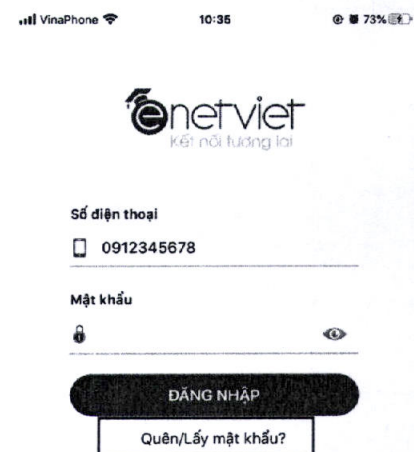 VinaPhone 10:35 73%
enetviet
Kết nối tương lai
Số điện thoại
0912345678
Mật khẩu
ĐĂNG NHẬP
Quên/Lấy mật khẩu?